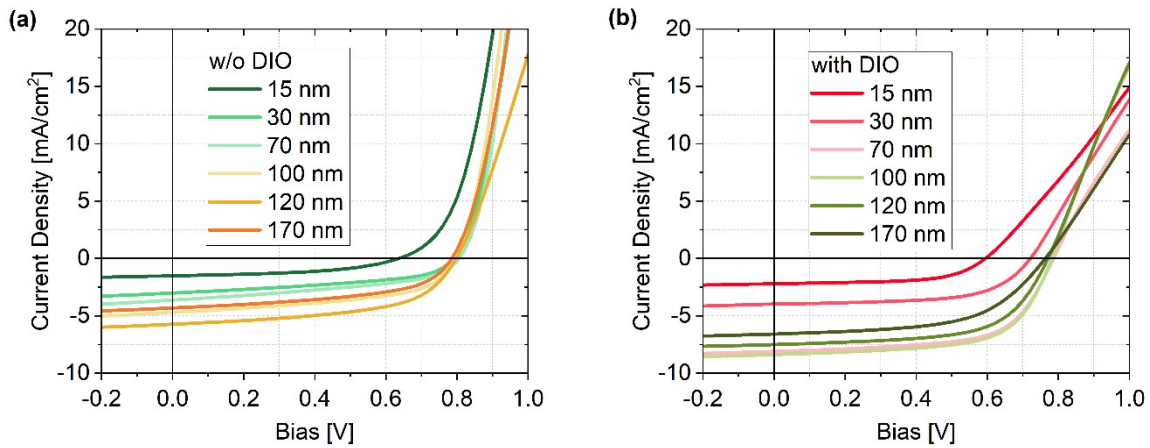 (a)
w/o DIO
15 nm
30 nm
70 nm
100 nm
120 nm
170 nm
20
15
10
5
0
-5
-10
-0.2 0.0 0.2 0.4 0.6 0.8 1.0
Bias [V]
Current Density [mA/cm²]
(b)
with DIO
15 nm
30 nm
70 nm
100 nm
120 nm
170 nm
20
15
10
5
0
-5
-10
-0.2 0.0 0.2 0.4 0.6 0.8 1.0
Bias [V]
Current Density [mA/cm²]